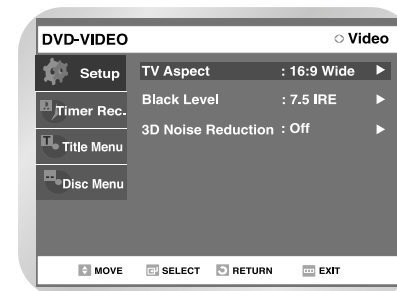 DVD-VIDEO Video
Setup
Timer Rec.
Title Menu
Disc Menu
TV Aspect : 16:9 Wide
Black Level : 7.5 IRE
3D Noise Reduction : Off
MOVE SELECT RETURN EXIT